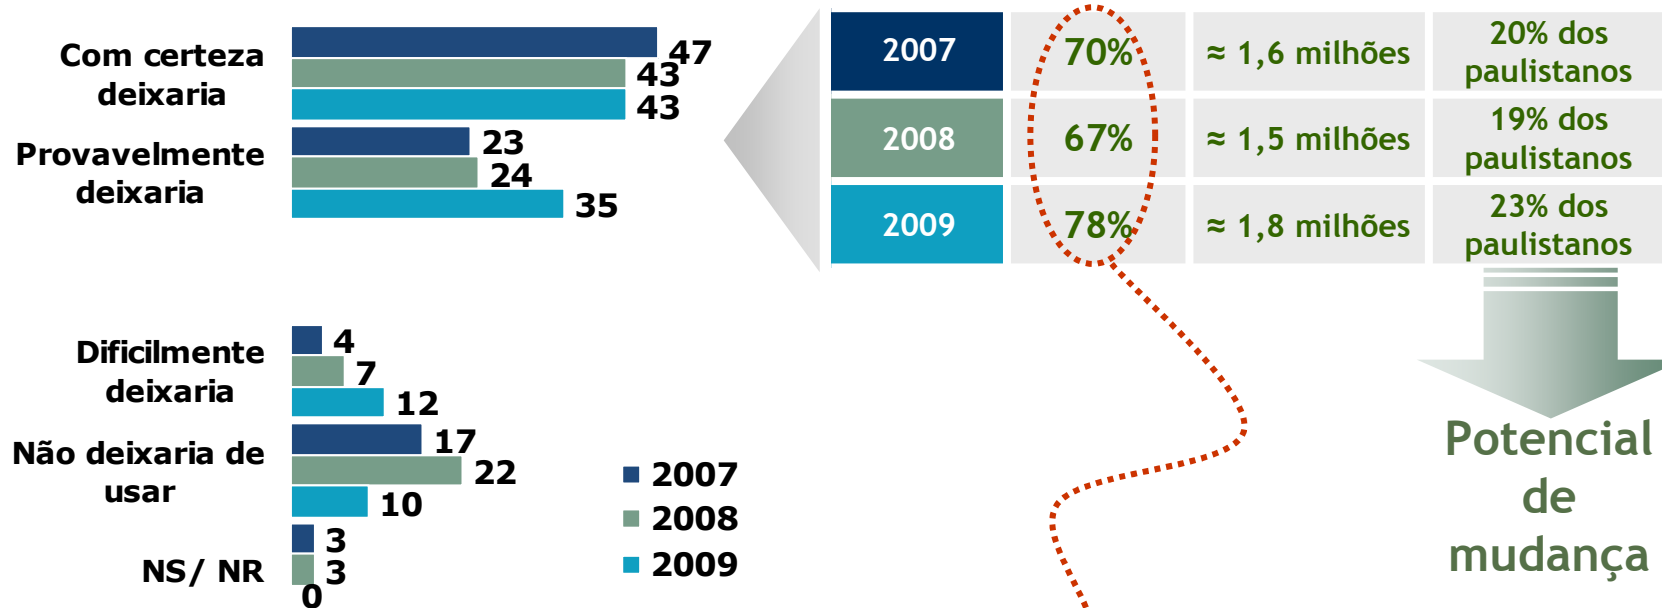 Com certeza
deixaria
47
43
43
Provavelmente
deixaria
23
24
35
Dificilmente
deixaria
4
7
12
Não deixaria de
usar
17
22
10
NS/ NR
3
3
0
2007
2008
2009
2007
70%
≈ 1,6 milhões
20% dos
paulistanos
2008
67%
≈ 1,5 milhões
19% dos
paulistanos
2009
78%
≈ 1,8 milhões
23% dos
paulistanos
Potencial
de
mudança